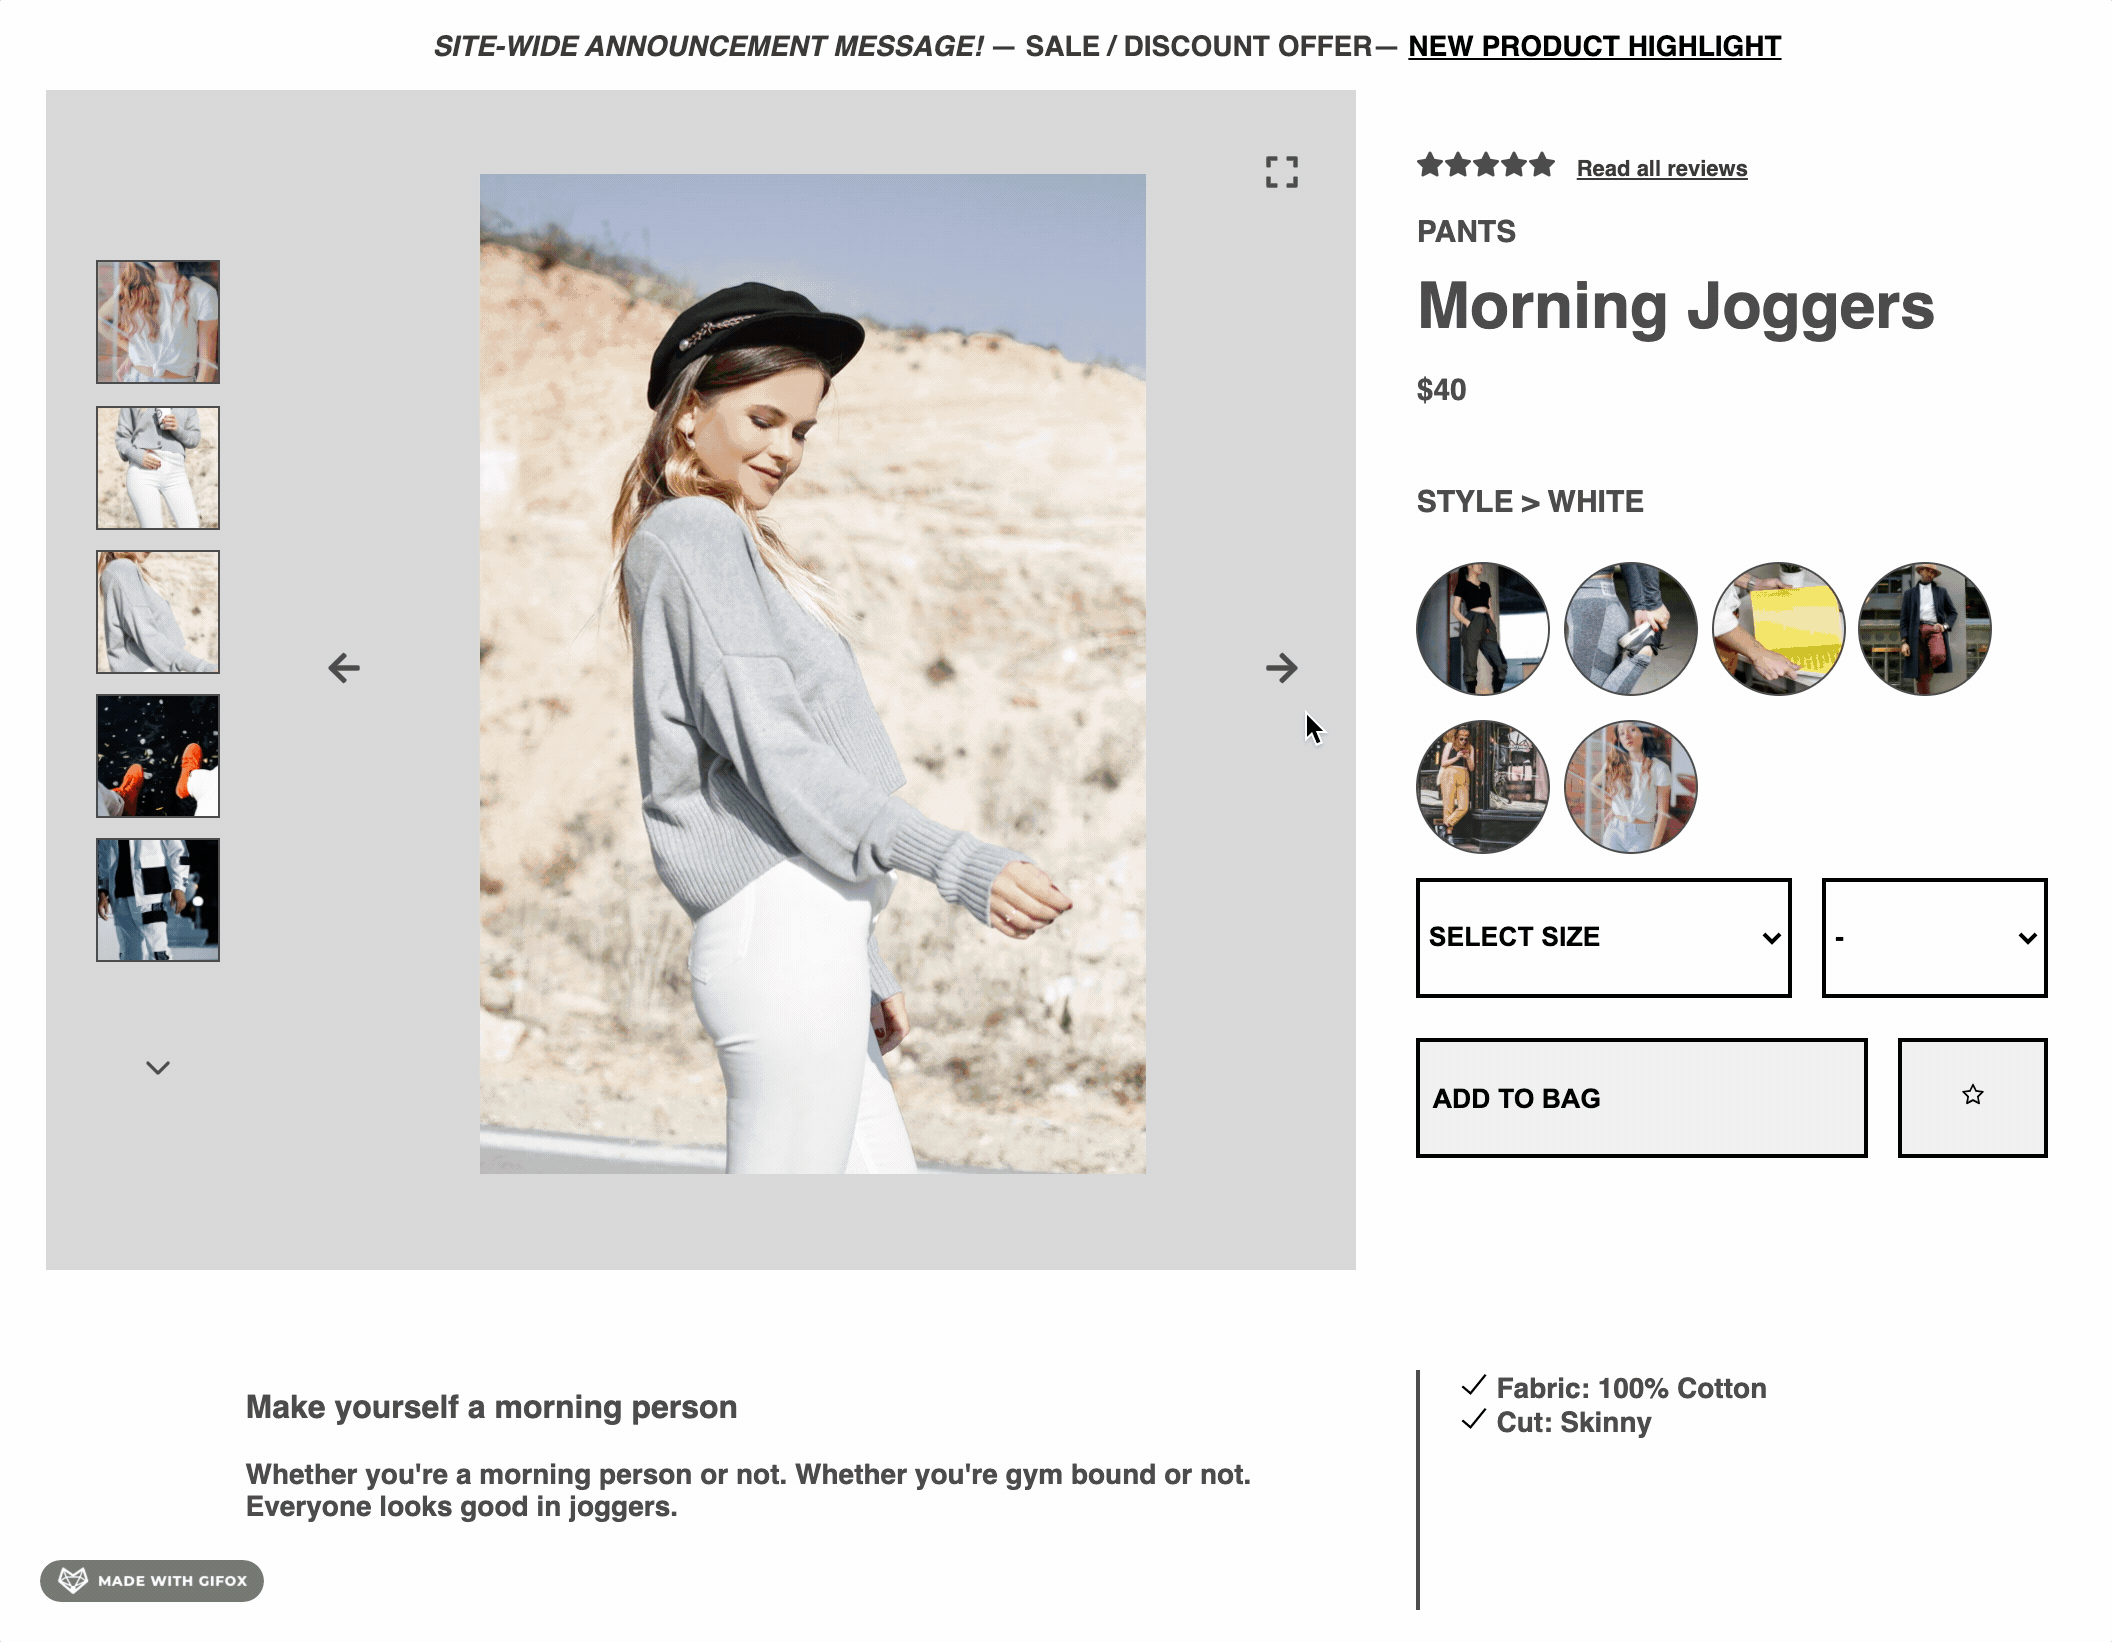 SITE-WIDE ANNOUNCEMENT MESSAGE! — SALE / DISCOUNT OFFER— NEW PRODUCT HIGHLIGHT
Read all reviews
PANTS
Morning Joggers
$40
STYLE > WHITE
SELECT SIZE
-
ADD TO BAG
Make yourself a morning person
Whether you're a morning person or not. Whether you're gym bound or not.
Everyone looks good in joggers.
Fabric: 100% Cotton
Cut: Skinny
MADE WITH GIFOX